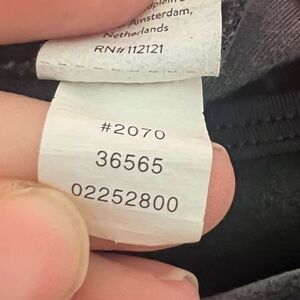 Amsterdam,
Netherlands
RN# 112121
#2070
36565
02252800